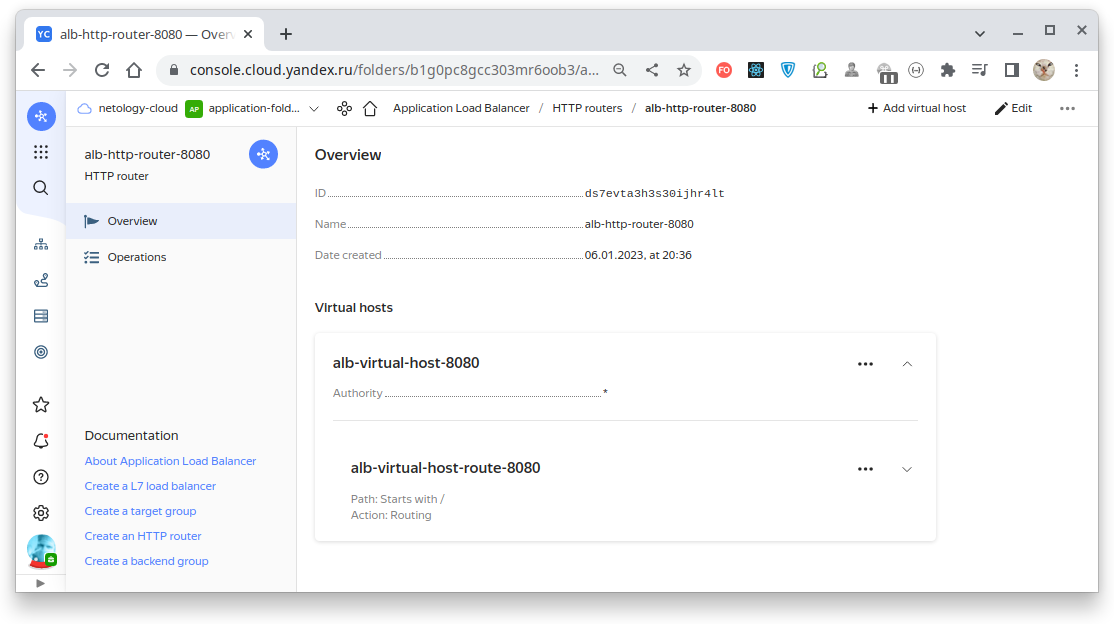 YC alb-http-router-8080 — Over
console.cloud.yandex.ru/folders/b1g0pc8gcc303mr6oob3/a...
FO
netology-cloud AP application-fold... Application Load Balancer / HTTP routers / alb-http-router-8080 Add virtual host Edit
alb-http-router-8080
HTTP router
Overview
Operations
Documentation
About Application Load Balancer
Create a L7 load balancer
Create a target group
Create an HTTP router
Create a backend group
Overview
ID ds7evta3h3s30ijhr4lt
Name alb-http-router-8080
Date created 06.01.2023, at 20:36
Virtual hosts
alb-virtual-host-8080
Authority *
alb-virtual-host-route-8080
Path: Starts with /
Action: Routing